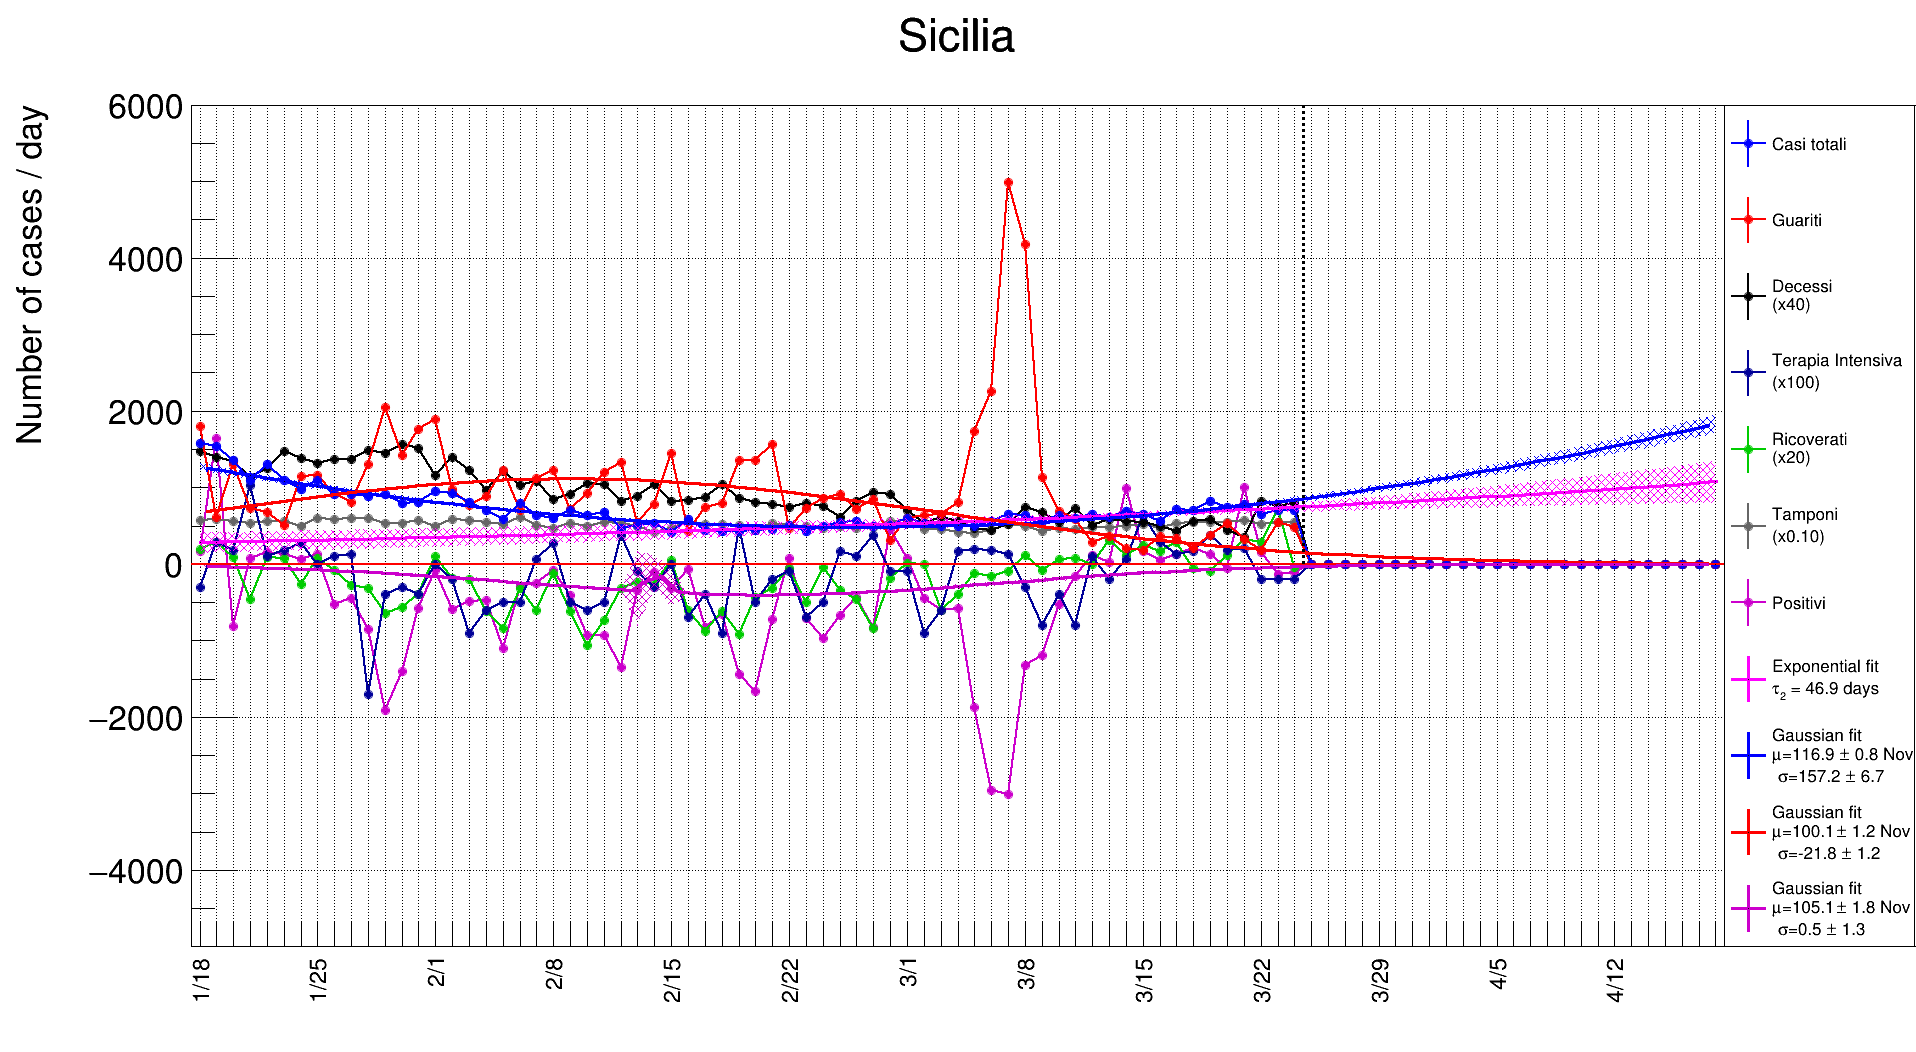 Sicilia
Number of cases / day
6000
4000
2000
0
−2000
−4000
1/18
1/25
2/1
2/8
2/15
2/22
3/1
3/8
3/15
3/22
3/29
4/5
4/12
Casi totali
Guariti
Decessi
(x40)
Terapia Intensiva
(x100)
Ricoverati
(x20)
Tamponi
(x0.10)
Positivi
Exponential fit
τ2 = 46.9 days
Gaussian fit
μ=116.9 ± 0.8 Nov
σ=157.2 ± 6.7
Gaussian fit
μ=100.1 ± 1.2 Nov
σ=-21.8 ± 1.2
Gaussian fit
μ=105.1 ± 1.8 Nov
σ=0.5 ± 1.3